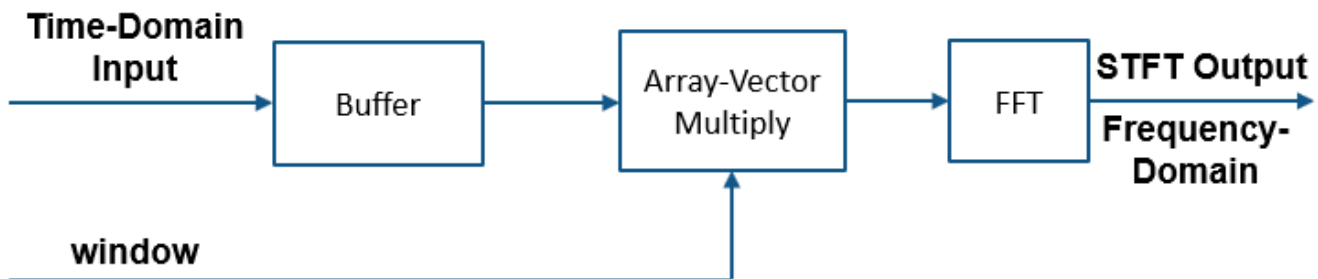 Time-Domain
Input
Buffer
Array-Vector
Multiply
FFT
STFT Output
Frequency-
Domain
window